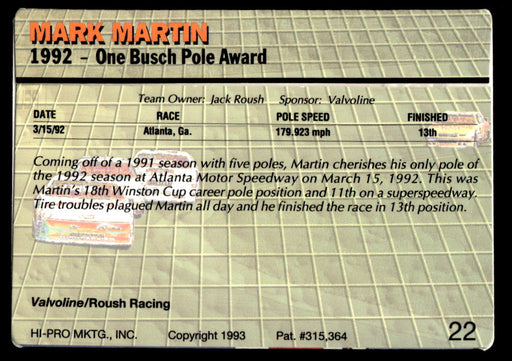 MARK MARTIN
1992 - One Busch Pole Award
Team Owner: Jack Roush Sponsor: Valvoline
DATE RACE POLE SPEED FINISHED
3/15/92 Atlanta, Ga. 179.923 mph 13th
Coming off of a 1991 season with five poles, Martin cherishes his only pole of
the 1992 season at Atlanta Motor Speedway on March 15, 1992. This was
Martin's 18th Winston Cup career pole position and 11th on a superspeedway.
Tire troubles plagued Martin all day and he finished the race in 13th position.
Valvoline/Roush Racing
HI-PRO MKTG., INC. Copyright 1993 Pat. #315,364 22